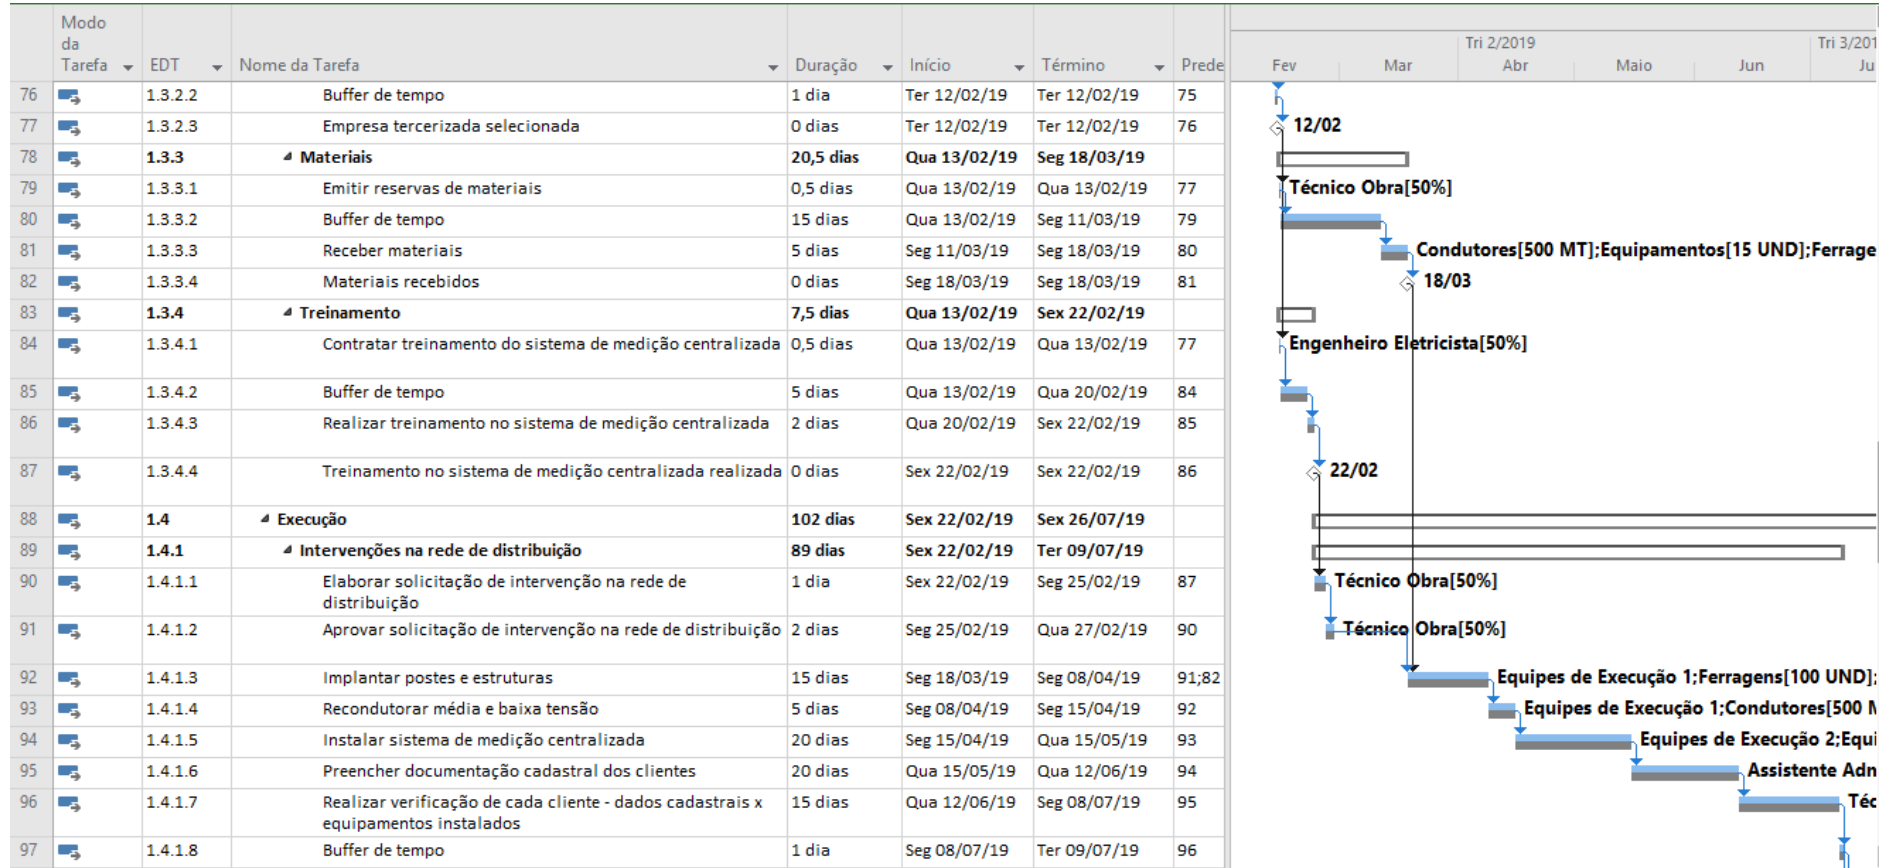 Modo da Tarefa EDT Nome da Tarefa Duração Início Término Prede
Tri 2/2019 Tri 3/201
Fev Mar Abr Maio Jun Ju
76 1.3.2.2 Buffer de tempo 1 dia Ter 12/02/19 Ter 12/02/19 75
77 1.3.2.3 Empresa tercerizada selecionada 0 dias Ter 12/02/19 Ter 12/02/19 76 12/02
78 1.3.3 Materiais 20,5 dias Qua 13/02/19 Seg 18/03/19
79 1.3.3.1 Emitir reservas de materiais 0,5 dias Qua 13/02/19 Qua 13/02/19 77 Técnico Obra[50%]
80 1.3.3.2 Buffer de tempo 15 dias Qua 13/02/19 Seg 11/03/19 79
81 1.3.3.3 Receber materiais 5 dias Seg 11/03/19 Seg 18/03/19 80 Condutores[500 MT];Equipamentos[15 UND];Ferrage
82 1.3.3.4 Materiais recebidos 0 dias Seg 18/03/19 Seg 18/03/19 81 18/03
83 1.3.4 Treinamento 7,5 dias Qua 13/02/19 Sex 22/02/19
84 1.3.4.1 Contratar treinamento do sistema de medição centralizada 0,5 dias Qua 13/02/19 Qua 13/02/19 77 Engenheiro Eletricista[50%]
85 1.3.4.2 Buffer de tempo 5 dias Qua 13/02/19 Qua 20/02/19 84
86 1.3.4.3 Realizar treinamento no sistema de medição centralizada 2 dias Qua 20/02/19 Sex 22/02/19 85
87 1.3.4.4 Treinamento no sistema de medição centralizada realizada 0 dias Sex 22/02/19 Sex 22/02/19 86 22/02
88 1.4 Execução 102 dias Sex 22/02/19 Sex 26/07/19
89 1.4.1 Intervenções na rede de distribuição 89 dias Sex 22/02/19 Ter 09/07/19
90 1.4.1.1 Elaborar solicitação de intervenção na rede de 1 dia Sex 22/02/19 Seg 25/02/19 87 Técnico Obra[50%]
distribuição
91 1.4.1.2 Aprovar solicitação de intervenção na rede de distribuição 2 dias Seg 25/02/19 Qua 27/02/19 90 Técnico Obra[50%]
92 1.4.1.3 Implantar postes e estruturas 15 dias Seg 18/03/19 Seg 08/04/19 91;82 Equipes de Execução 1;Ferragens[100 UND];
93 1.4.1.4 Recondutorar média e baixa tensão 5 dias Seg 08/04/19 Seg 15/04/19 92 Equipes de Execução 1;Condutores[500 M
94 1.4.1.5 Instalar sistema de medição centralizada 20 dias Seg 15/04/19 Qua 15/05/19 93 Equipes de Execução 2;Equi
95 1.4.1.6 Preencher documentação cadastral dos clientes 20 dias Qua 15/05/19 Qua 12/06/19 94 Assistente Adn
96 1.4.1.7 Realizar verificação de cada cliente - dados cadastrais x 15 dias Qua 12/06/19 Seg 08/07/19 95 Téc
equipamentos instalados
97 1.4.1.8 Buffer de tempo 1 dia Seg 08/07/19 Ter 09/07/19 96